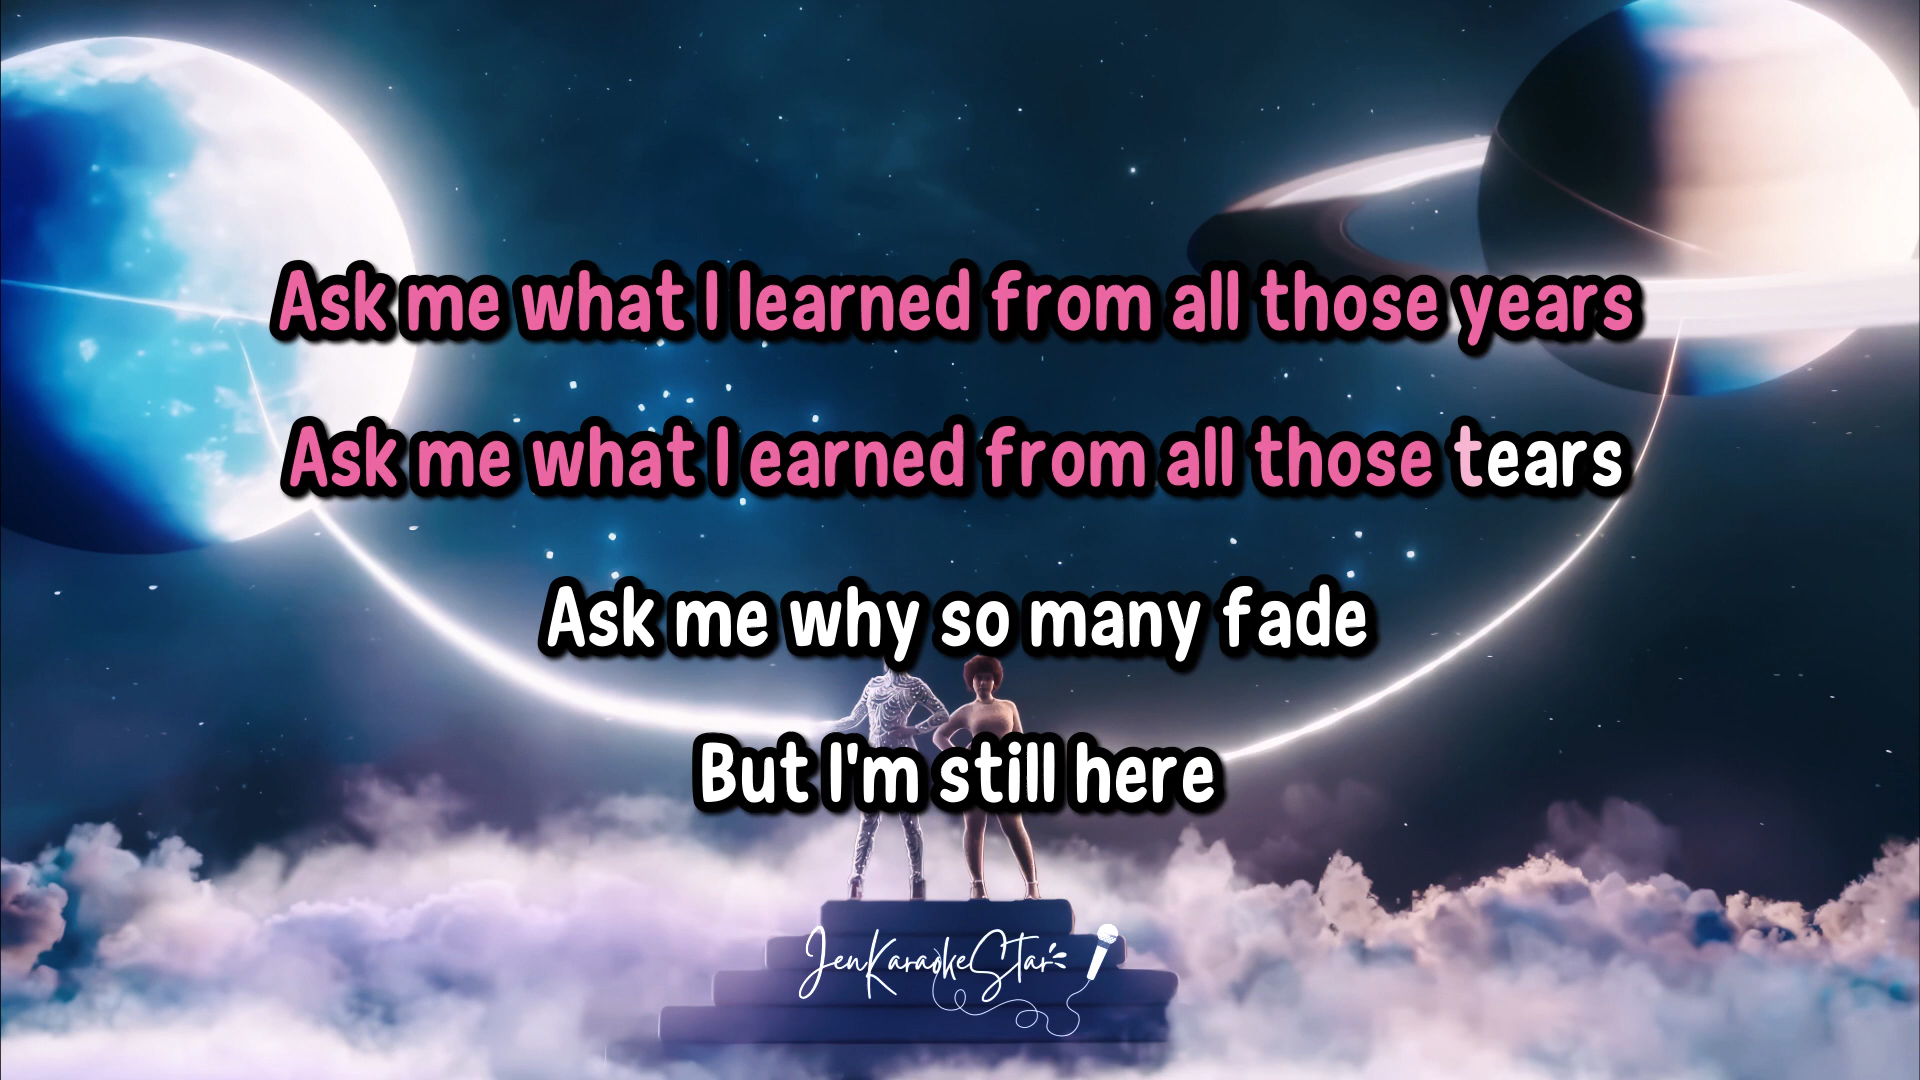 Ask me what I learned from all those years
Ask me what I earned from all those tears
Ask me why so many fade
But I'm still here
JenKaraokeStar